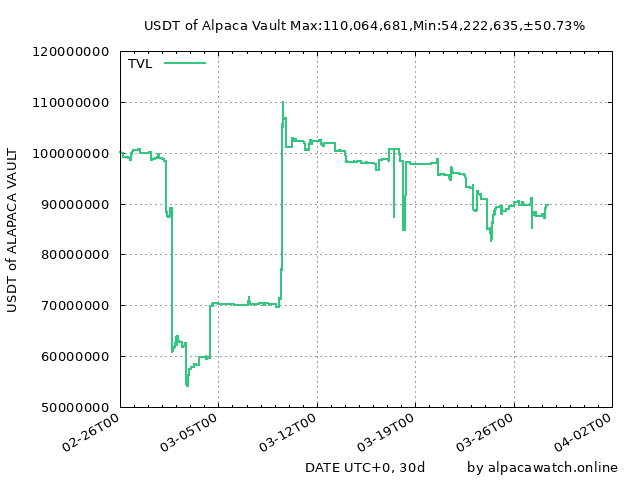 USDT of Alpaca Vault Max:110,064,681,Min:54,222,635,±50.73%
120000000
TVL
110000000
100000000
90000000
80000000
70000000
60000000
50000000
USDT of ALAPACA VAULT
02-26T00
03-05T00
03-12T00
03-19T00
03-26T00
04-02T00
DATE UTC+0, 30d
by alpacawatch.online